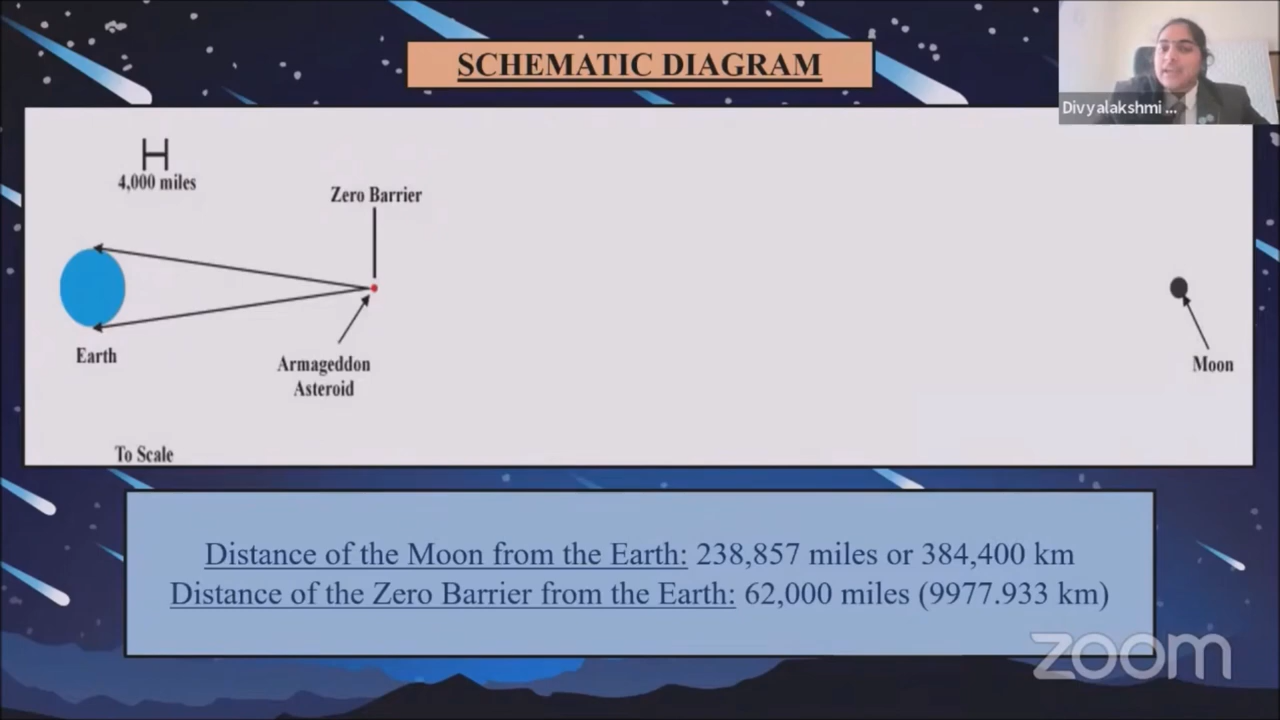 SCHEMATIC DIAGRAM
Divyalakshmi ...
4,000 miles
Zero Barrier
Earth
Armageddon
Asteroid
Moon
To Scale
Distance of the Moon from the Earth: 238,857 miles or 384,400 km
Distance of the Zero Barrier from the Earth: 62,000 miles (9977.933 km)
zoom